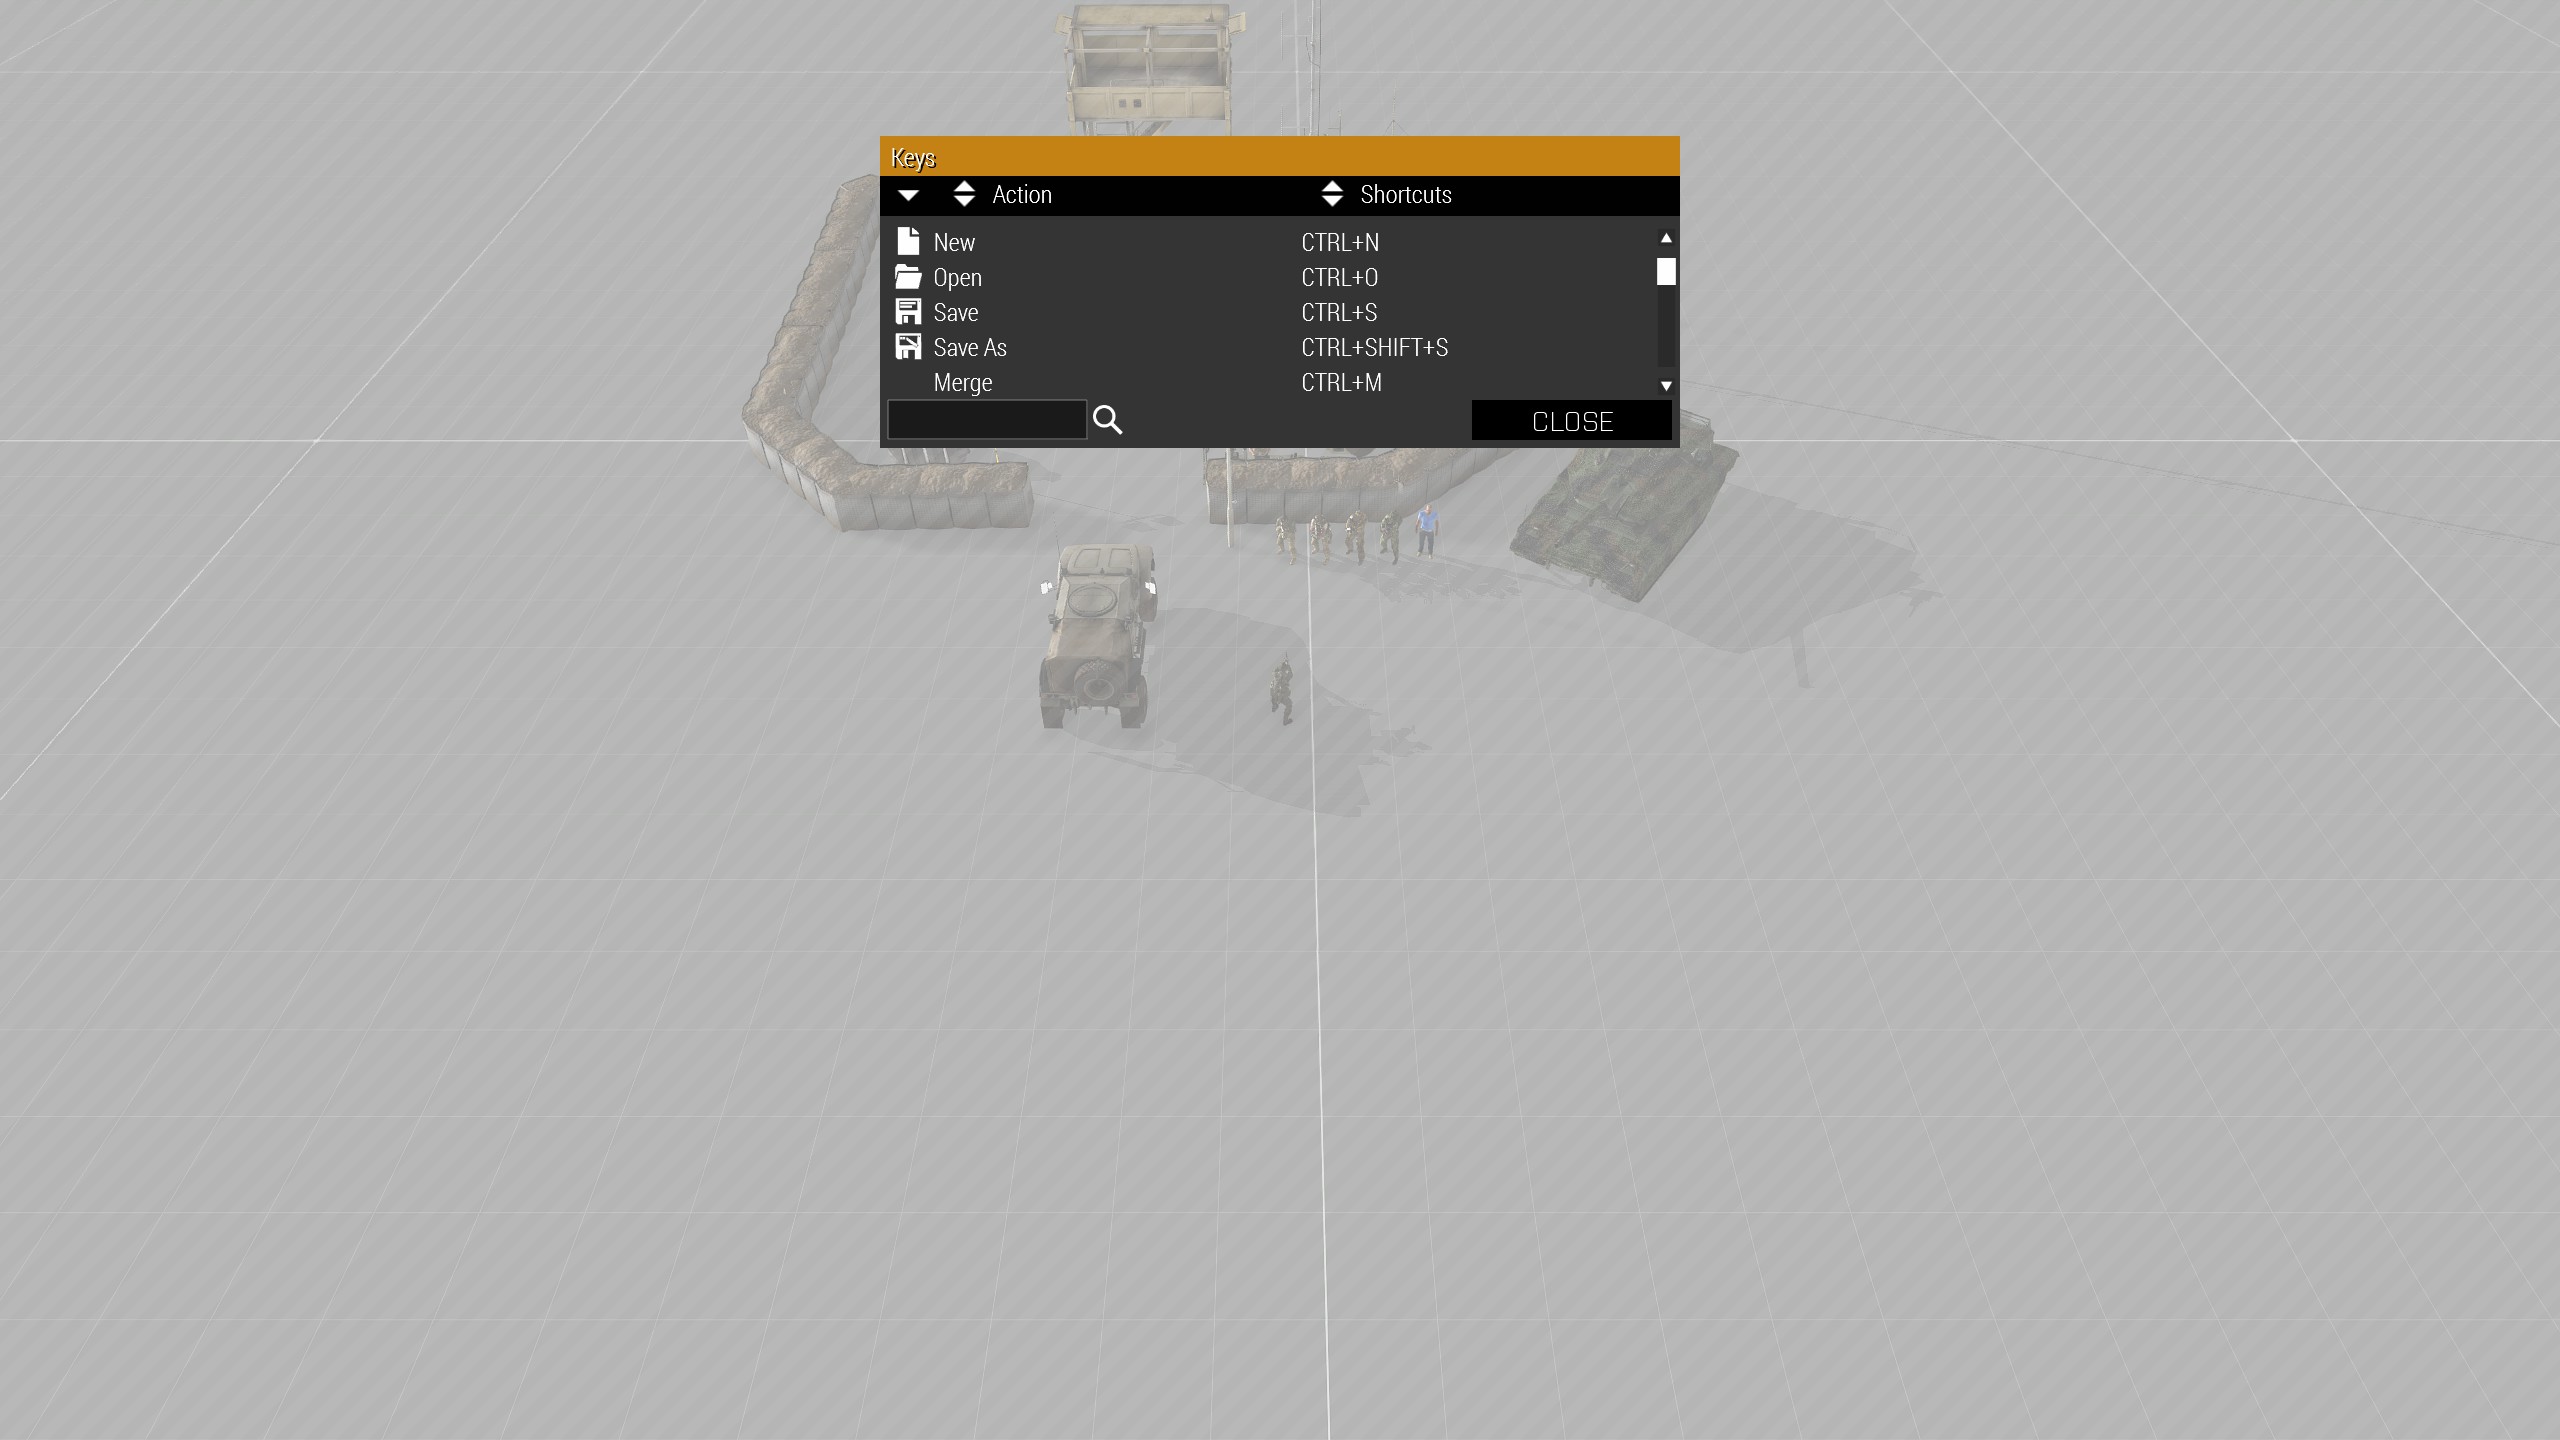 Keys
Action Shortcuts
New CTRL+N
Open CTRL+O
Save CTRL+S
Save As CTRL+SHIFT+S
Merge CTRL+M
CLOSE